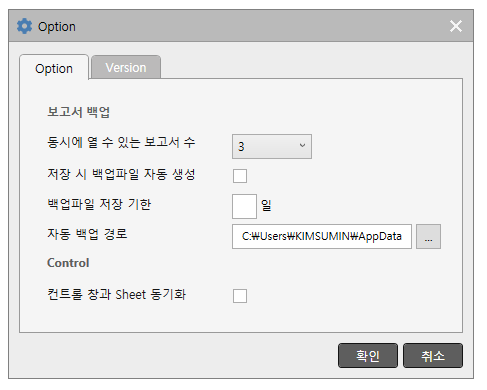 Option
Option
Version
보고서 백업
동시에 열 수 있는 보고서 수
3
저장 시 백업파일 자동 생성
백업파일 저장 기한
일
자동 백업 경로
C:₩Users₩KIMSUMIN₩AppData
...
Control
컨트롤 창과 Sheet 동기화
확인
취소